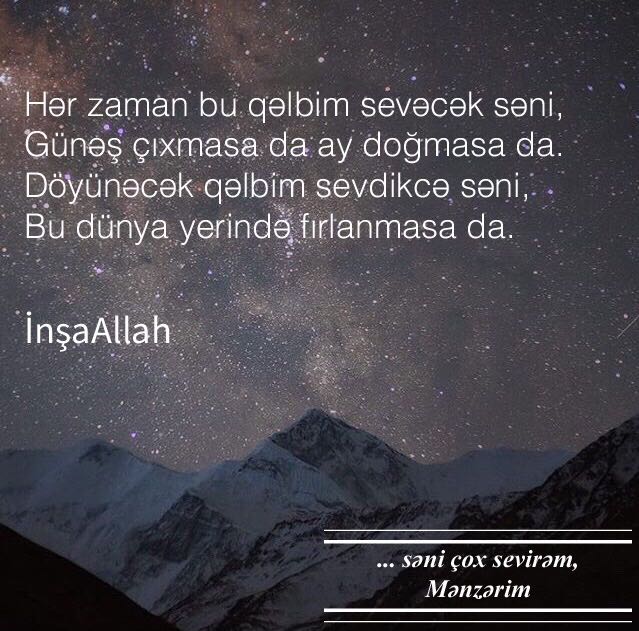 Hər zaman bu qəlbim sevəcək səni,
Günəş çıxmasa da ay doğmasa da.
Döyünəcək qəlbim sevdikcə səni,
Bu dünya yerində fırlanmasa da.
İnşaAllah
... səni çox sevirəm,
Mənzərim